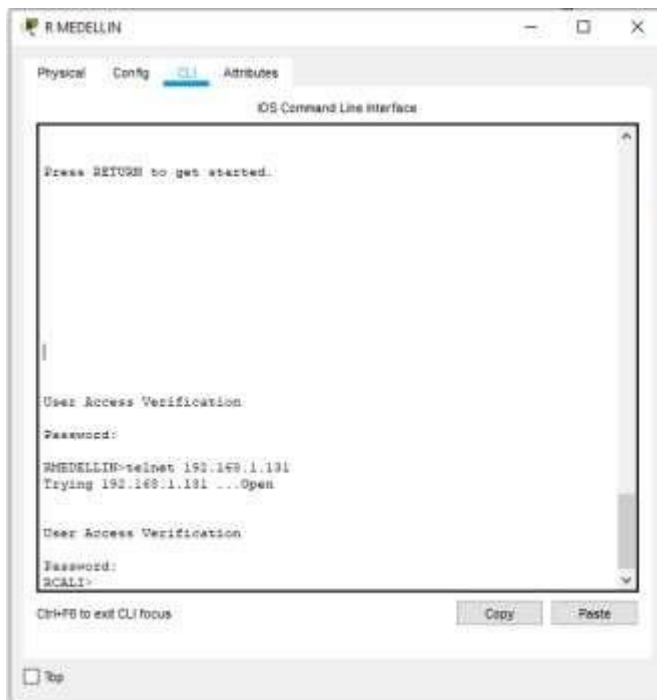 R MEDELLIN
Physical Config CLI Attributes
IOS Command Line Interface
Press RETURN to get started.
User Access Verification
Password:
RMEDELLIN>telnet 192.168.1.131
Trying 192.168.1.131 ...Open
User Access Verification
Password:
RCALI>
Ctrl+F6 to exit CLI focus
Copy Paste
Top